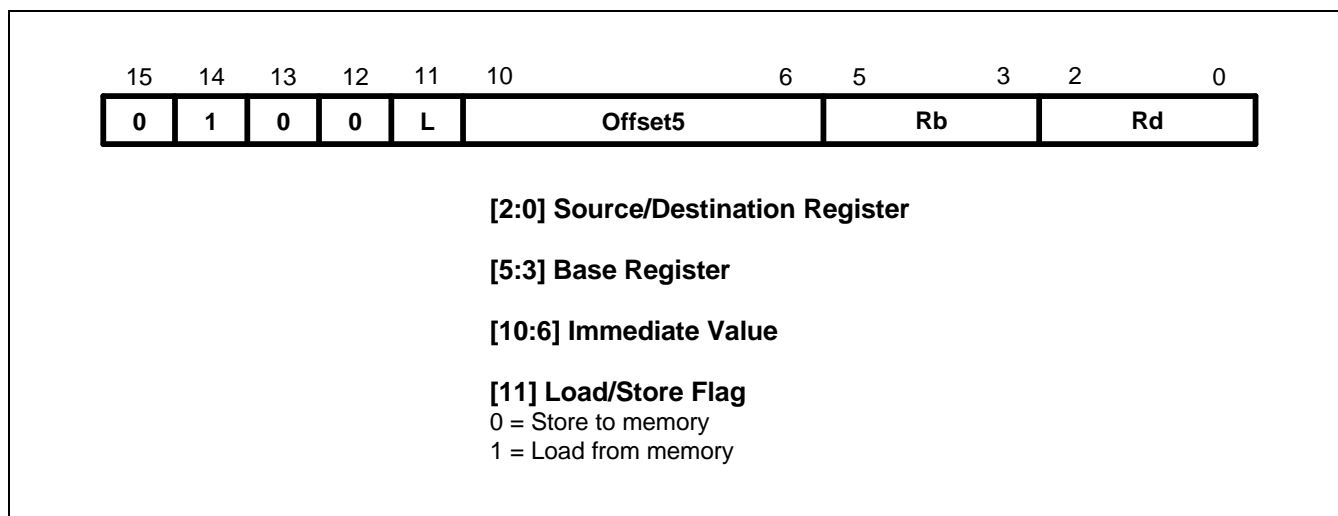 15 14 13 12 11 10 6 5 3 2 0
0 1 0 0 L Offset5 Rb Rd
[2:0] Source/Destination Register
[5:3] Base Register
[10:6] Immediate Value
[11] Load/Store Flag
0 = Store to memory
1 = Load from memory